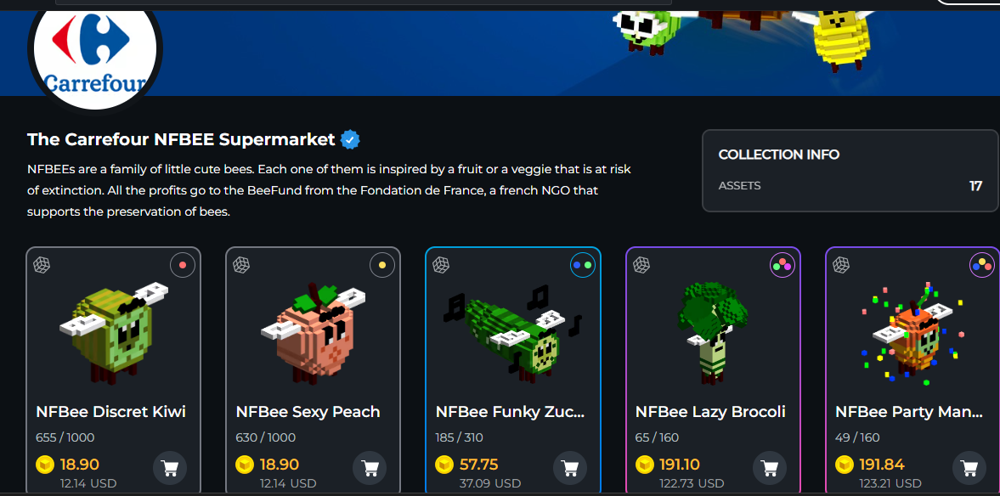 Carrefour
The Carrefour NFBEE Supermarket
NFBEEs are a family of little cute bees. Each one of them is inspired by a fruit or a veggie that is at risk
of extinction. All the profits go to the BeeFund from the Fondation de France, a french NGO that
supports the preservation of bees.
COLLECTION INFO
ASSETS 17
NFBee Discret Kiwi
655 / 1000
18.90
12.14 USD
NFBee Sexy Peach
630 / 1000
18.90
12.14 USD
NFBee Funky Zuc...
185 / 310
57.75
37.09 USD
NFBee Lazy Brocoli
65 / 160
191.10
122.73 USD
NFBee Party Man...
49 / 160
191.84
123.21 USD